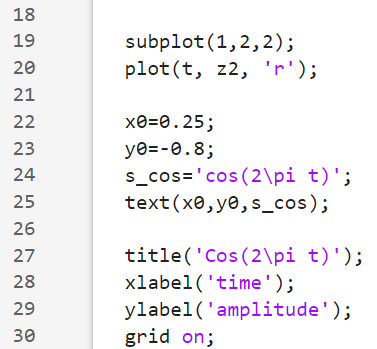 18
19 subplot(1,2,2);
20 plot(t, z2, 'r');
21
22 x0=0.25;
23 y0=-0.8;
24 s_cos='cos(2\pi t)';
25 text(x0,y0,s_cos);
26
27 title('Cos(2\pi t)');
28 xlabel('time');
29 ylabel('amplitude');
30 grid on;